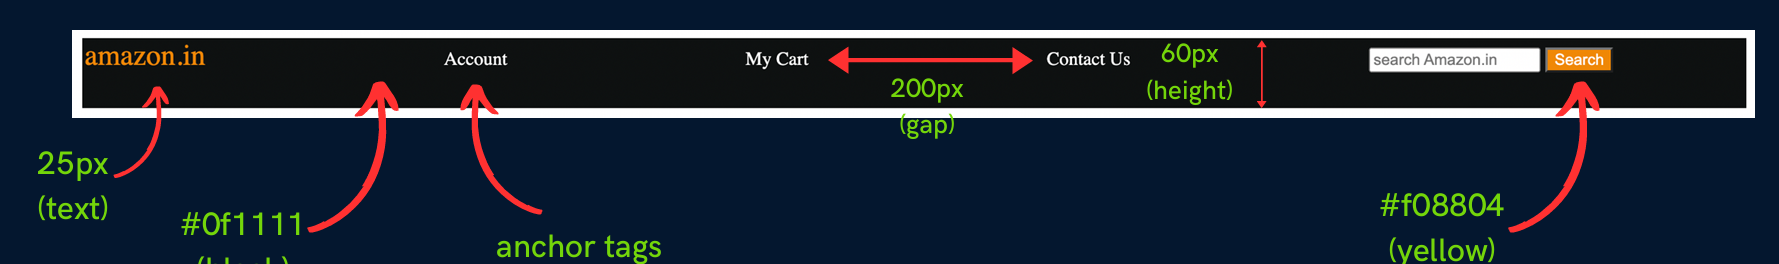 amazon.in
Account
My Cart
Contact Us
60px
(height)
search Amazon.in
Search
200px
(gap)
25px
(text)
#0f1111
anchor tags
#f08804
(yellow)